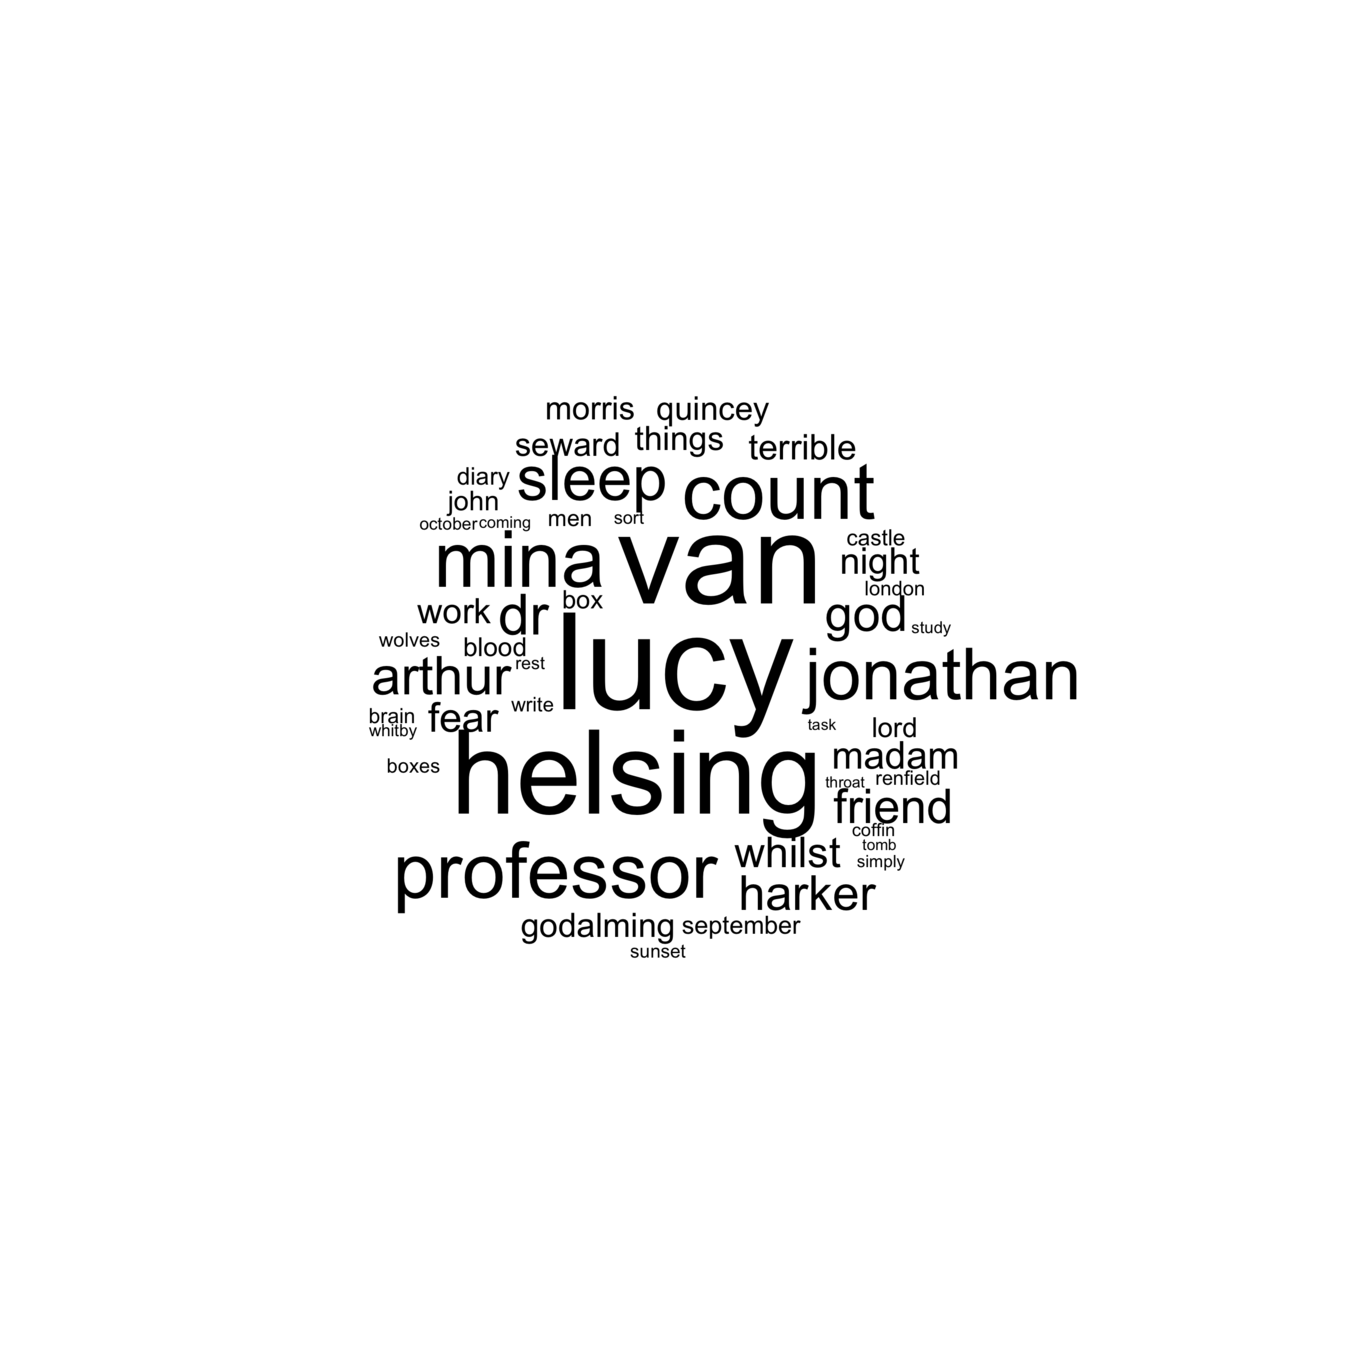 morris quincey
seward things terrible
diary sleep count
john
october coming men sort
mina van castle
night
london
work dr box god study
wolves blood
arthur rest lucy jonathan
write
brain fear task lord
whitby
boxes helsing madam
throat renfield
friend
coffin
professor whilst tomb
simply
harker
godalming september
sunset